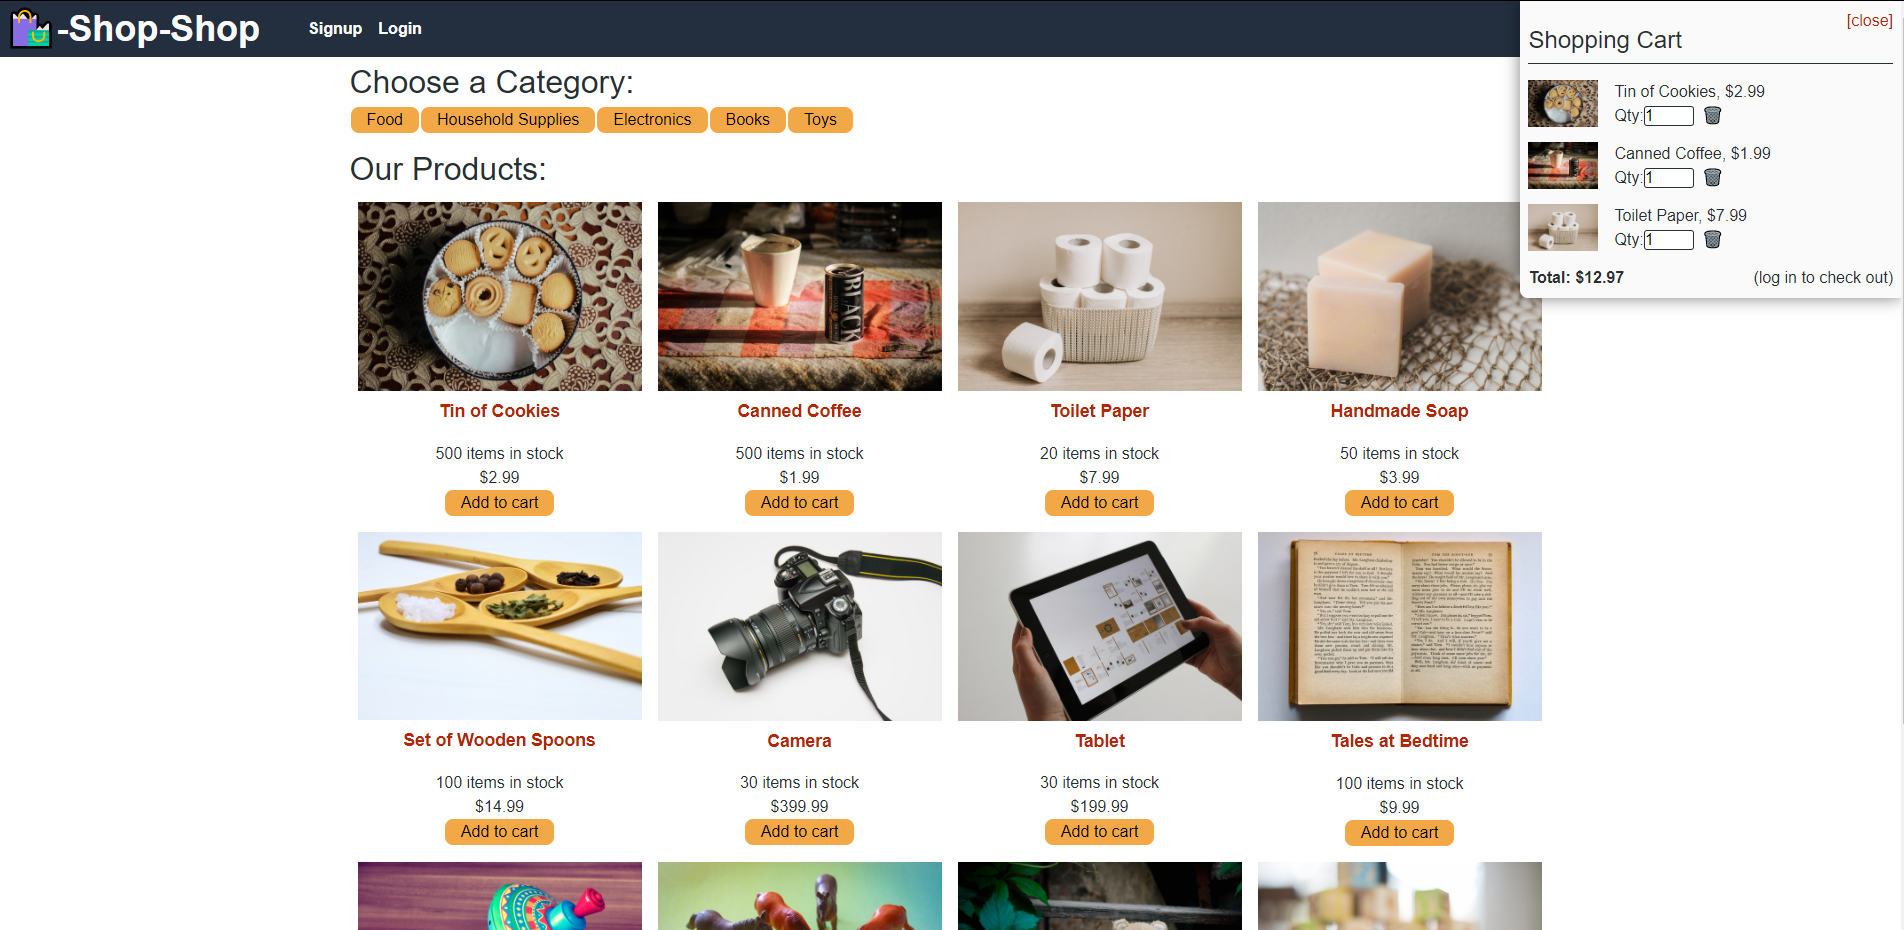 -Shop-Shop
Signup Login
Choose a Category:
Food Household Supplies Electronics Books Toys
Our Products:
BLACK
Tin of Cookies
500 items in stock
$2.99
Add to cart
Canned Coffee
500 items in stock
$1.99
Add to cart
Toilet Paper
20 items in stock
$7.99
Add to cart
Handmade Soap
50 items in stock
$3.99
Add to cart
Set of Wooden Spoons
100 items in stock
$14.99
Add to cart
Camera
30 items in stock
$399.99
Add to cart
Tablet
30 items in stock
$199.99
Add to cart
Tales at Bedtime
100 items in stock
$9.99
Add to cart
[close]
Shopping Cart
Tin of Cookies, $2.99
Qty:1
Canned Coffee, $1.99
Qty:1
Toilet Paper, $7.99
Qty:1
Total: $12.97 (log in to check out)